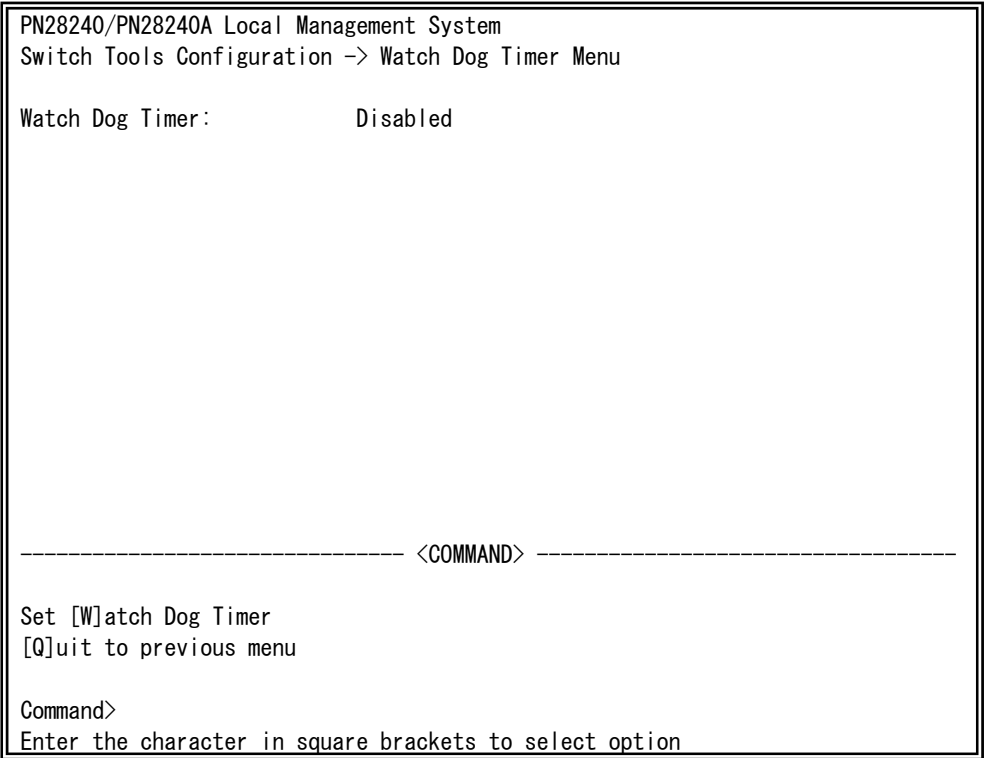 PN28240/PN28240A Local Management System
Switch Tools Configuration -> Watch Dog Timer Menu
Watch Dog Timer: Disabled
-------------------------------- <COMMAND> -----------------------------------
Set [W]atch Dog Timer
[Q]uit to previous menu
Command>
Enter the character in square brackets to select option